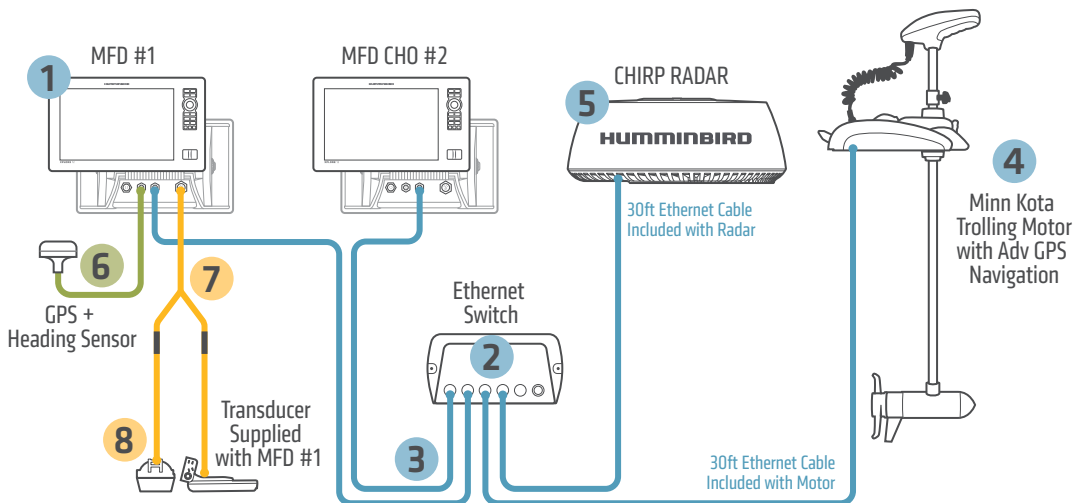 MFD #1
MFD CHO #2
1
HUMMINBIRD
HUMMINBIRD
CHIRP RADAR
5
HUMMINBIRD
4
Minn Kota
Trolling Motor
with Adv GPS
Navigation
30ft Ethernet Cable
Included with Radar
6
7
GPS +
Heading Sensor
Ethernet
Switch
2
8
Transducer
Supplied
with MFD #1
3
30ft Ethernet Cable
Included with Motor